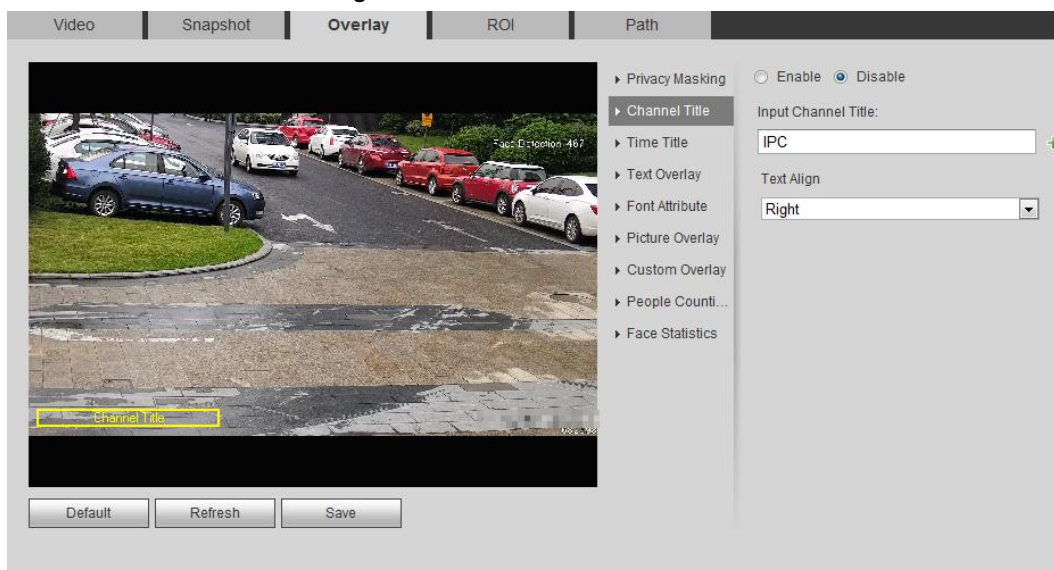 Video Snapshot Overlay ROI Path
Privacy Masking
Channel Title
Time Title
Text Overlay
Font Attribute
Picture Overlay
Custom Overlay
People Counti...
Face Statistics
Enable Disable
Input Channel Title:
IPC
Text Align
Right
Face Detection 467
Channel Title
Default Refresh Save